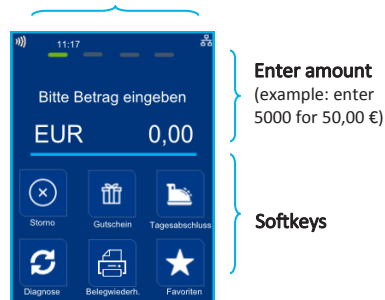 11:17
Bitte Betrag eingeben
EUR 0,00
Storno Gutschein Tagesabschluss
Diagnose Belegwiederh. Favoriten
Enter amount
(example: enter
5000 for 50,00 €)
Softkeys